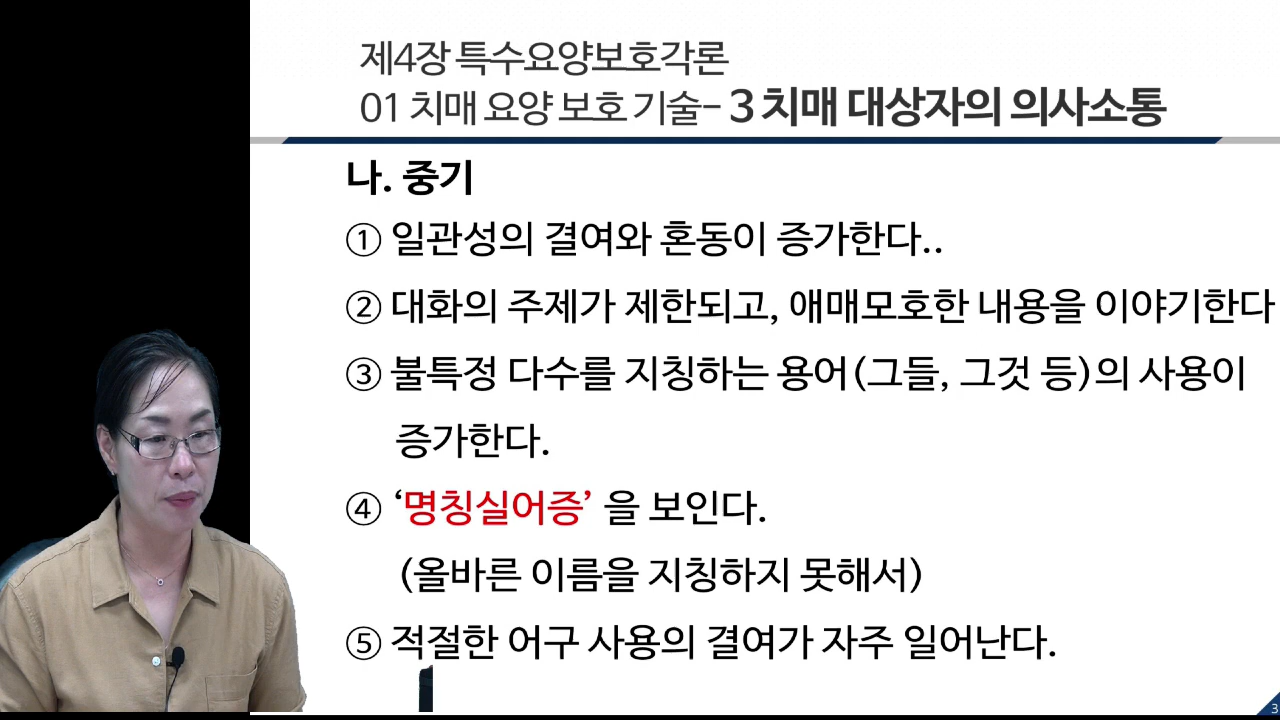 제4장 특수요양보호각론
01 치매 요양 보호 기술- 3 치매 대상자의 의사소통
나. 중기
① 일관성의 결여와 혼동이 증가한다..
② 대화의 주제가 제한되고, 애매모호한 내용을 이야기한다
③ 불특정 다수를 지칭하는 용어(그들, 그것 등)의 사용이
증가한다.
④ ‘명칭실어증’ 을 보인다.
(올바른 이름을 지칭하지 못해서)
⑤ 적절한 어구 사용의 결여가 자주 일어난다.
3